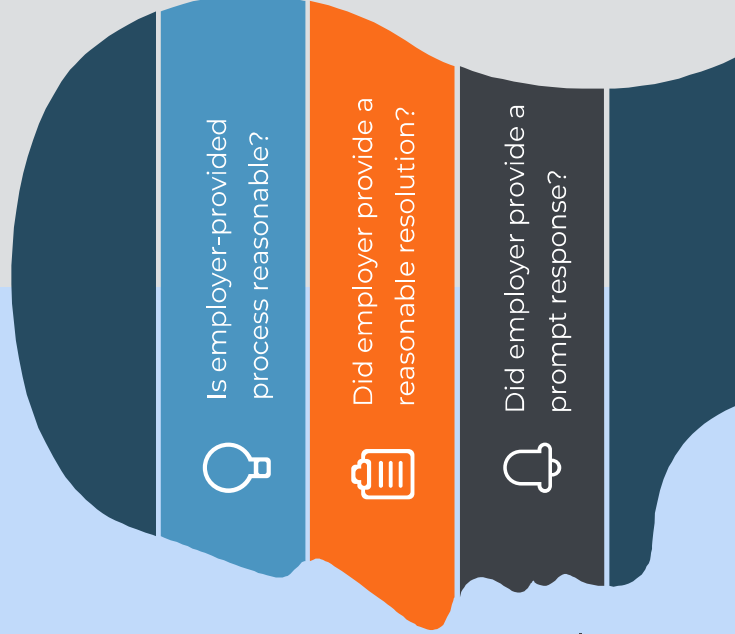 Is employer-provided
process reasonable?
Did employer provide a
reasonable resolution?
Did employer provide a
prompt response?